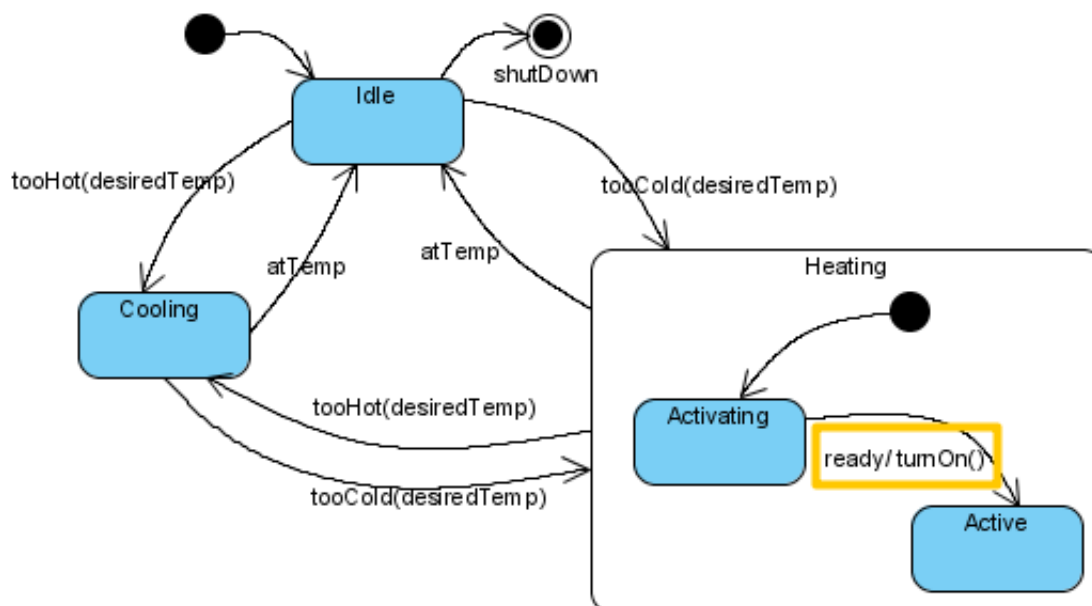 shutDown
Idle
tooHot(desiredTemp)
tooCold(desiredTemp)
atTemp
atTemp
Heating
Cooling
tooHot(desiredTemp)
Activating
ready/turnOn()
tooCold(desiredTemp)
Active